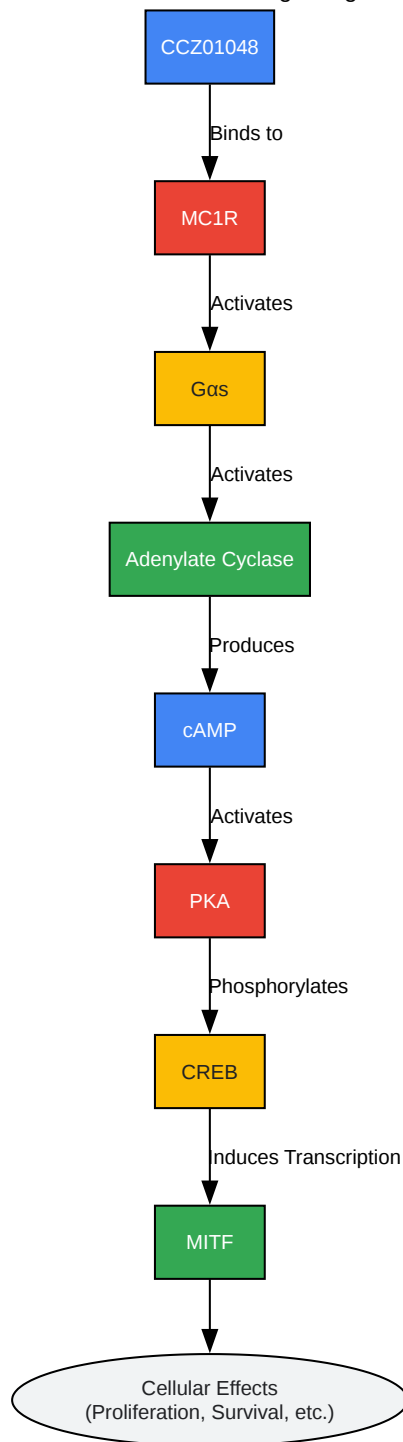 CCZ01048
Binds to
MC1R
Activates
Gαs
Activates
Adenylate Cyclase
Produces
cAMP
Activates
PKA
Phosphorylates
CREB
Induces Transcription
MITF
Cellular Effects
(Proliferation, Survival, etc.)